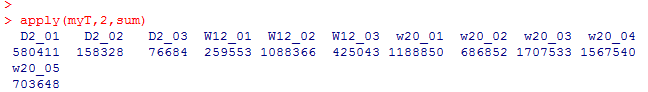 >
> apply(myT,2,sum)
D2_01 D2_02 D2_03 W12_01 W12_02 W12_03 w20_01 w20_02 w20_03 w20_04
580411 158328 76684 259553 1088366 425043 1188850 686852 1707533 1567540
w20_05
703648